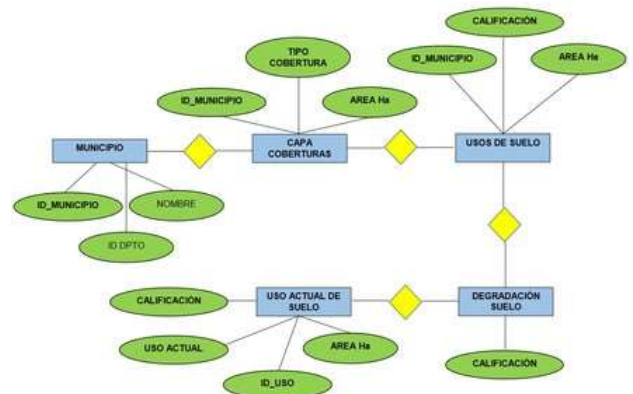 CALIFICACIÓN
TIPO
COBERTURA
ID_MUNICIPIO
AREA Ha
ID_MUNICIPIO
AREA Ha
MUNICIPIO
CAPA
COBERTURAS
USOS DE SUELO
ID_MUNICIPIO
NOMBRE
ID DPTO
CALIFICACIÓN
USO ACTUAL DE
SUELO
DEGRADACIÓN
SUELO
USO ACTUAL
AREA Ha
ID_USO
CALIFICACIÓN